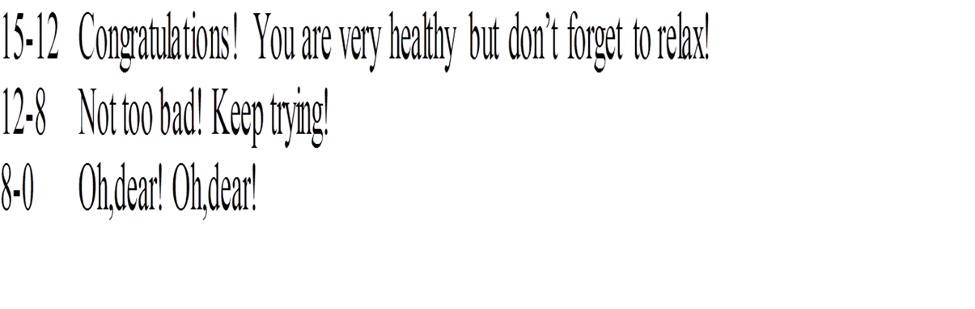 15-12 Congratulations! You are very healthy but don’t forget to relax!
12-8 Not too bad! Keep trying!
8-0 Oh,dear! Oh,dear!